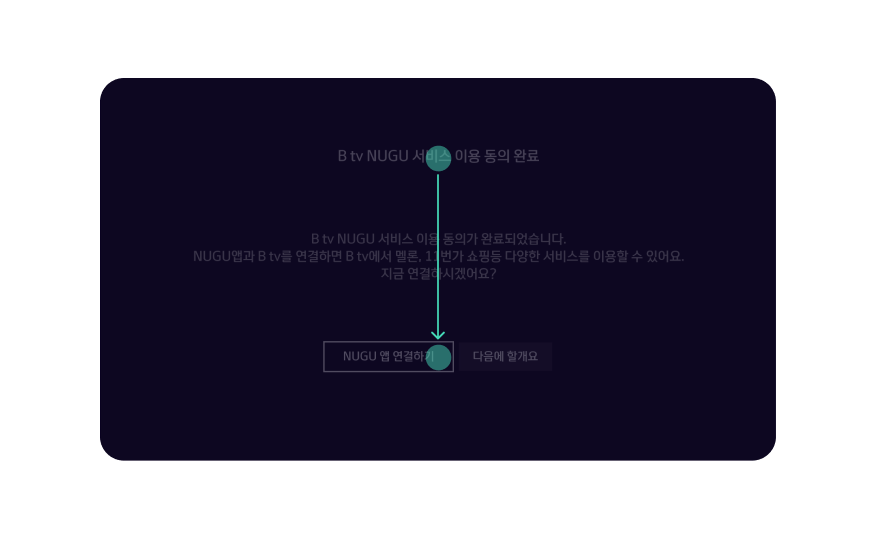 B tv NUGU 서비스 이용 동의 완료
B tv NUGU 서비스 이용 동의가 완료되었습니다.
NUGU앱과 B tv를 연결하면 B tv에서 멜론, 11번가 쇼핑등 다양한 서비스를 이용할 수 있어요.
지금 연결하시겠어요?
NUGU 앱 연결하기 다음에 할개요